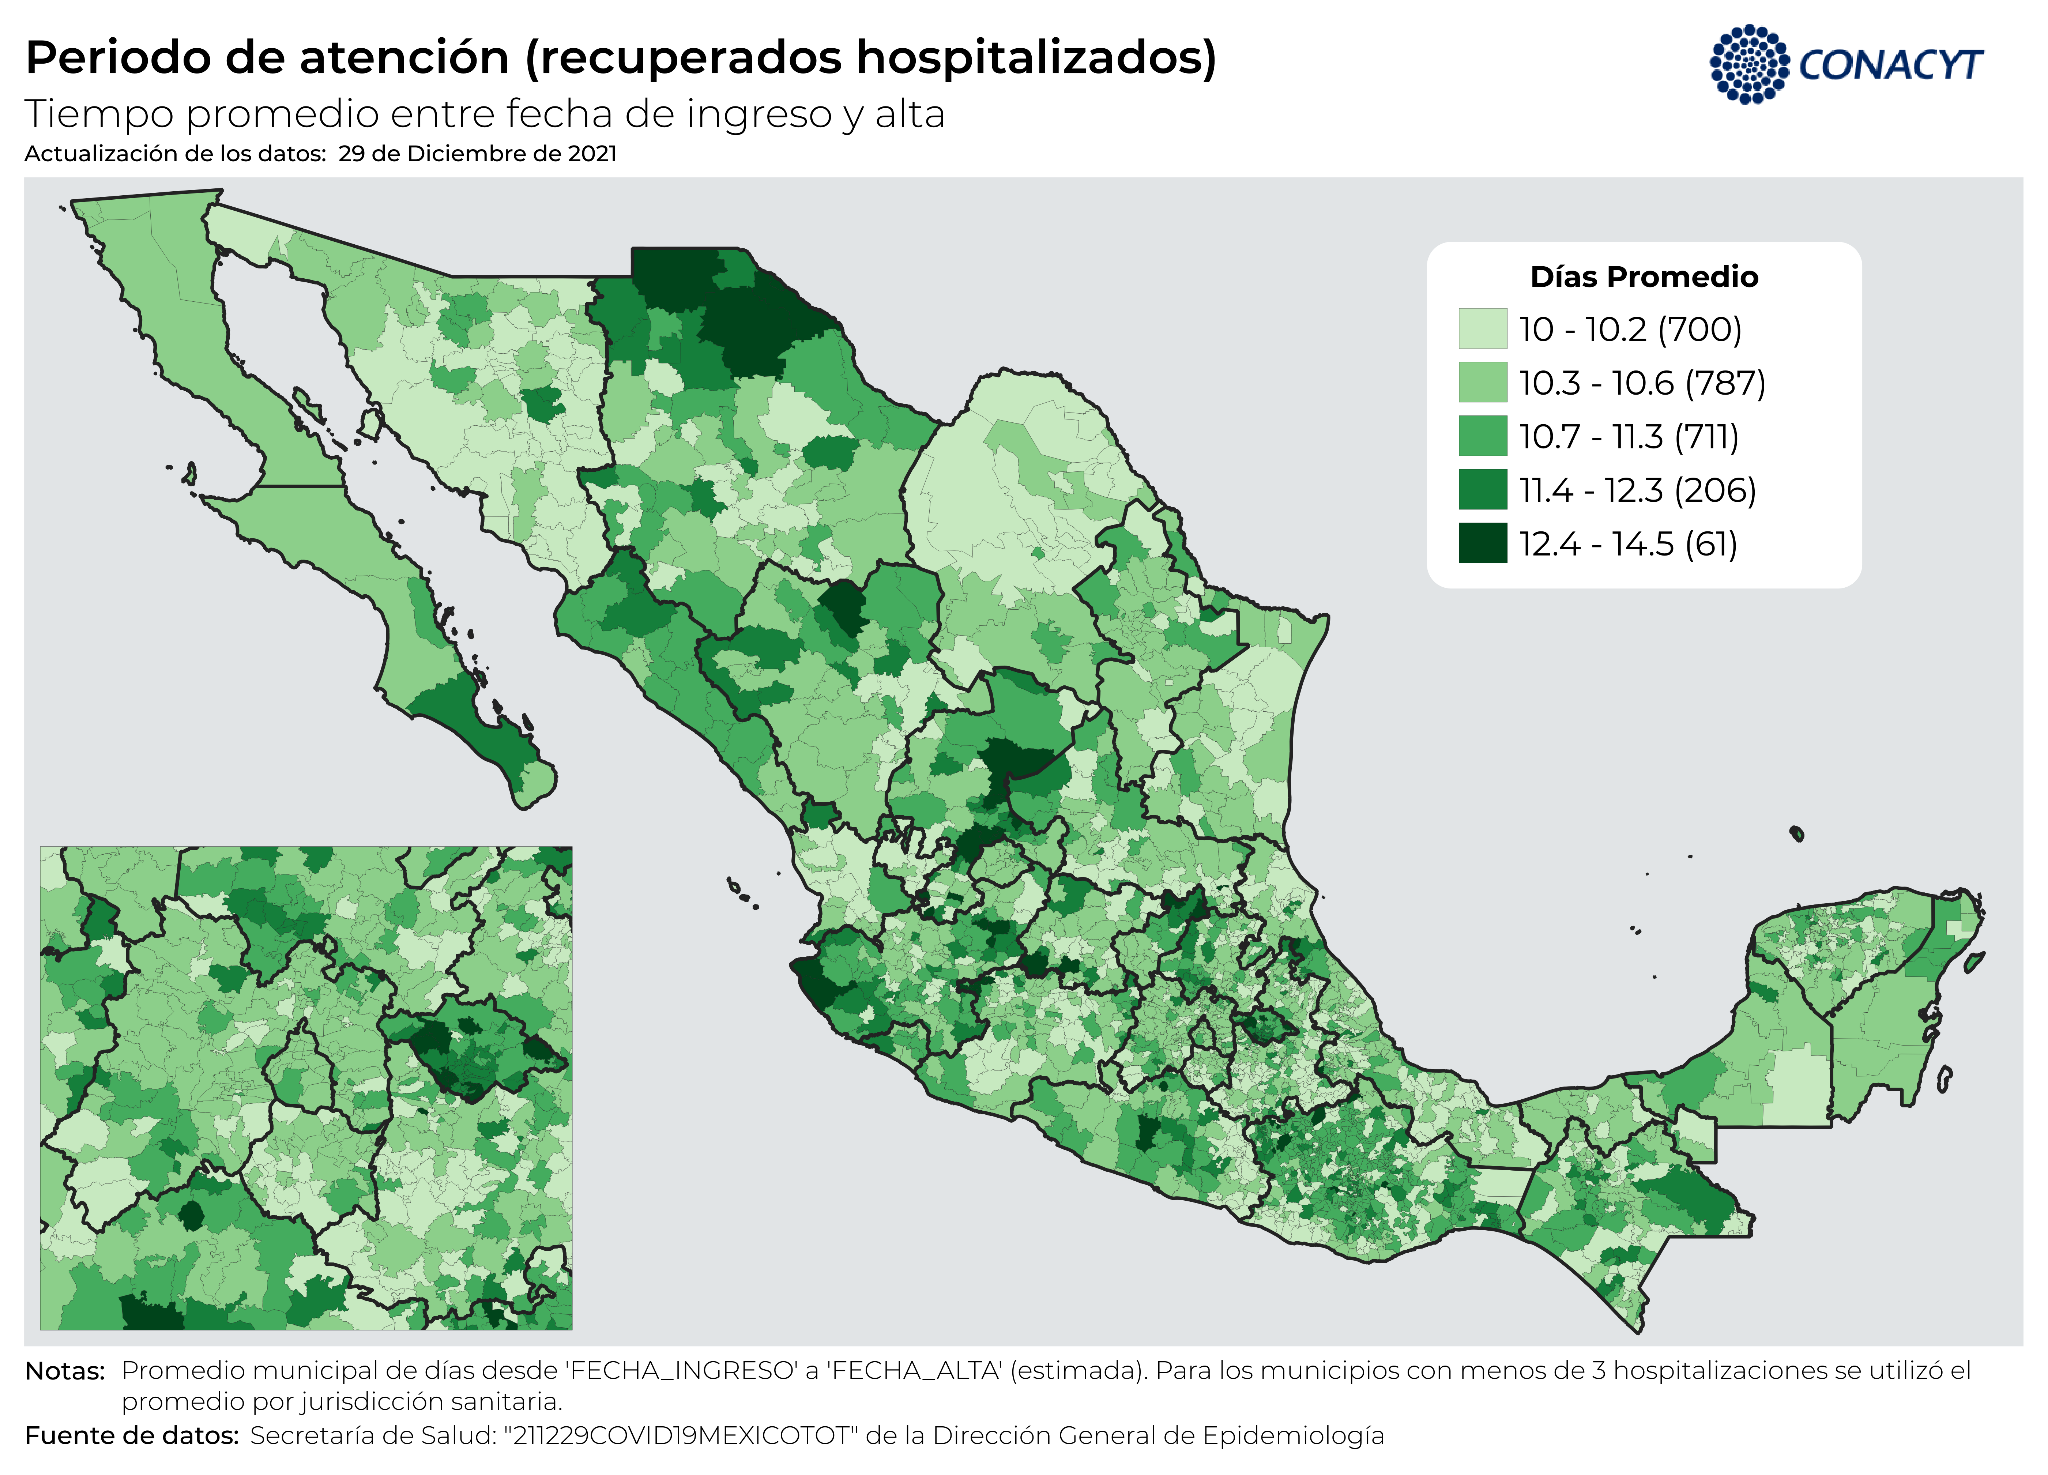 Periodo de atención (recuperados hospitalizados)
Tiempo promedio entre fecha de ingreso y alta
Actualización de los datos: 29 de Diciembre de 2021
CONACYT
Días Promedio
10 - 10.2 (700)
10.3 - 10.6 (787)
10.7 - 11.3 (711)
11.4 - 12.3 (206)
12.4 - 14.5 (61)
Notas: Promedio municipal de días desde 'FECHA_INGRESO' a 'FECHA_ALTA' (estimada). Para los municipios con menos de 3 hospitalizaciones se utilizó el
promedio por jurisdicción sanitaria.
Fuente de datos: Secretaría de Salud: "211229COVID19MEXICOTOT" de la Dirección General de Epidemiología